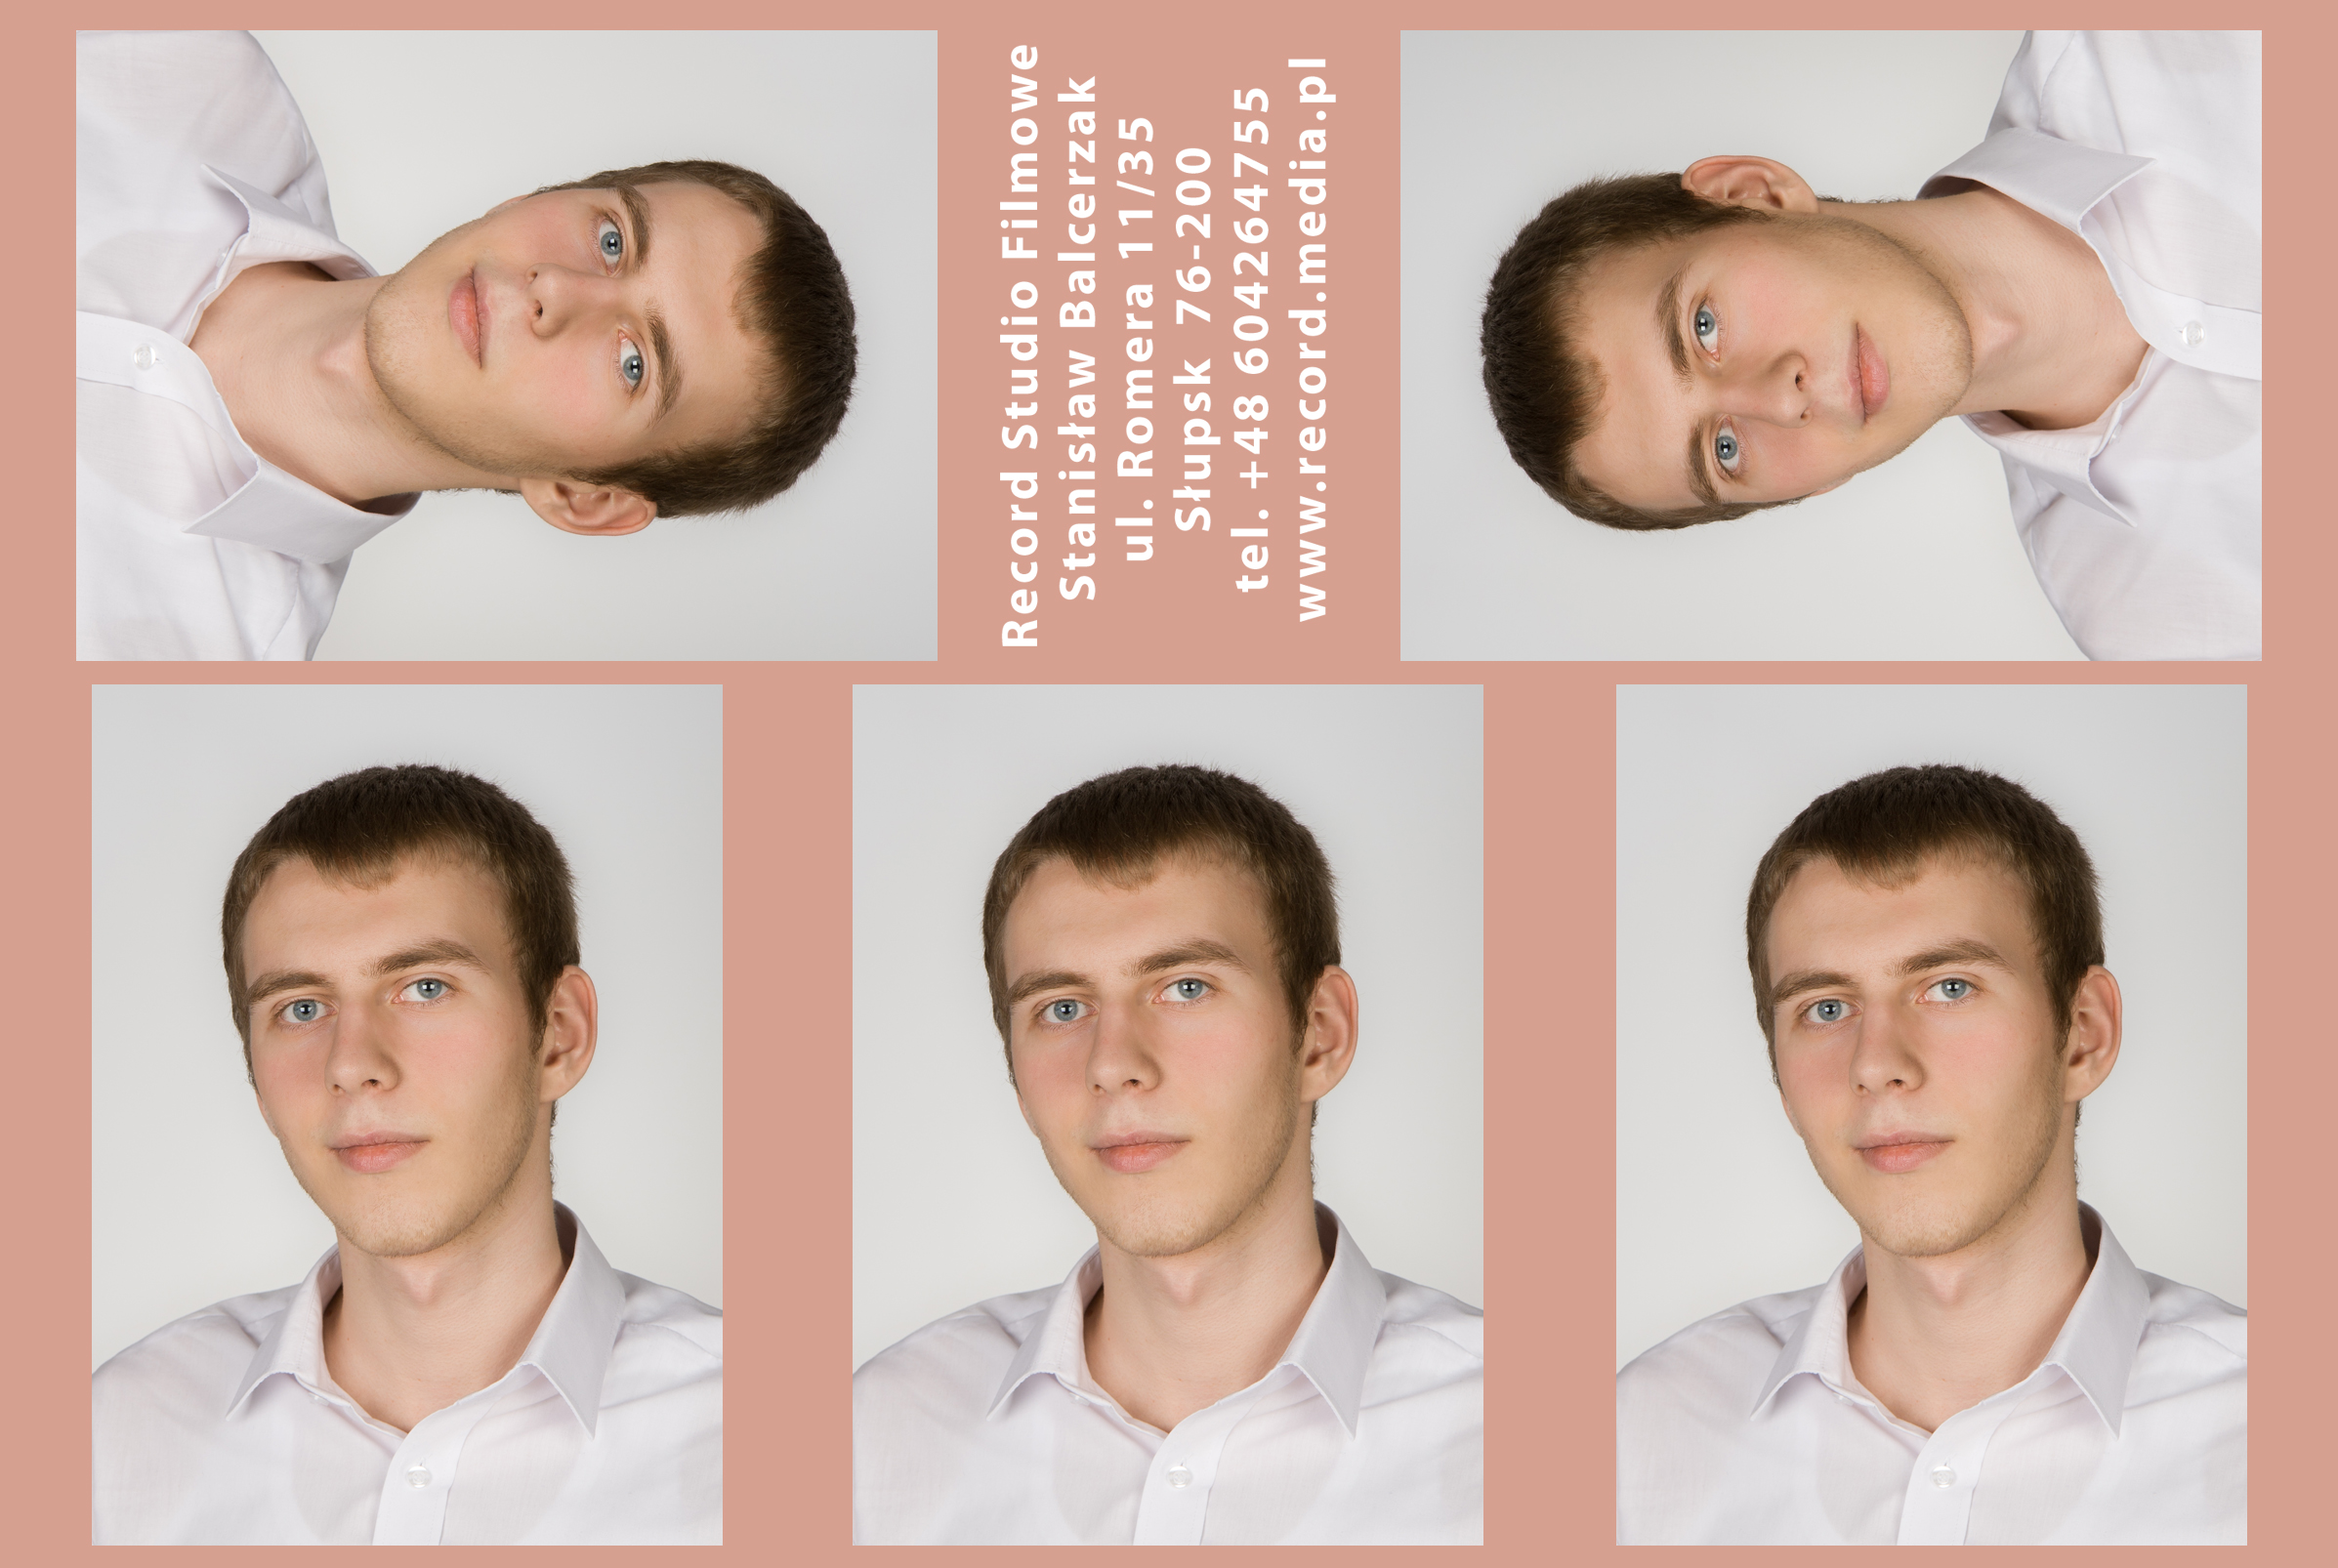 Record Studio Filmowe
Stanisław Balcerzak
ul. Romera 11/35
Słupsk 76-200
tel. +48 604264755
www.record.media.pl